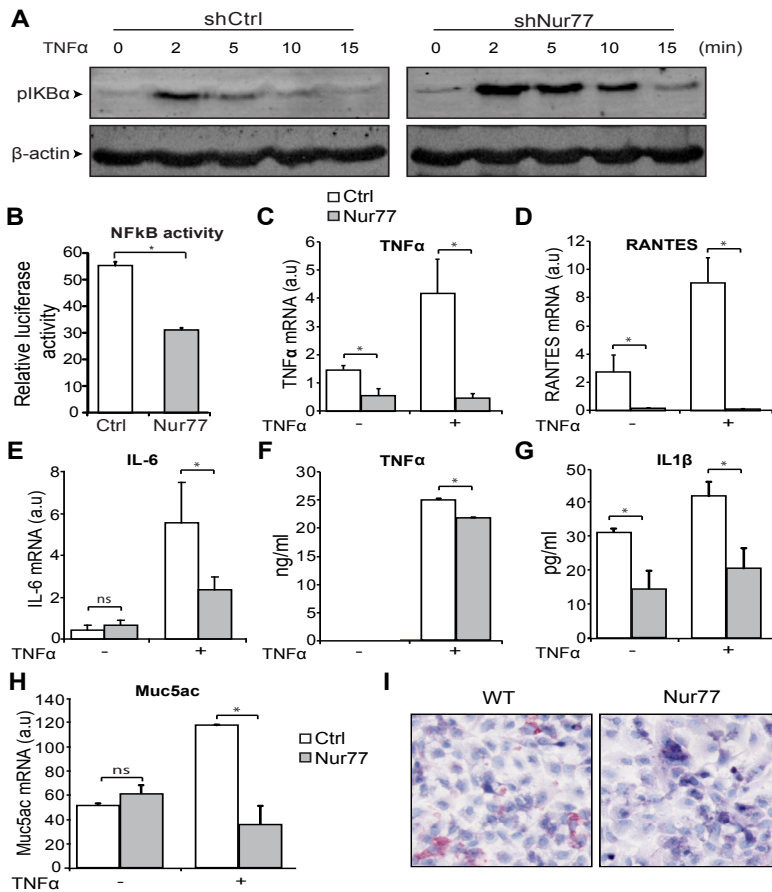 A
shCtrl
shNur77
TNFα 0 2 5 10 15 0 2 5 10 15 (min)
pIKBα
β-actin
Ctrl
Nur77
B
NFkB activity
*
Relative luciferase activity
60
50
40
30
20
10
0
Ctrl Nur77
C
TNFα
*
*
TNFα mRNA (a.u)
6
5
4
3
2
1
0
TNFα - +
D
RANTES
*
*
RANTES mRNA (a.u)
12
10
8
6
4
2
0
TNFα - +
E
IL-6
*
ns
IL-6 mRNA (a.u)
8
6
4
2
0
TNFα - +
F
TNFα
*
ng/ml
30
25
20
15
10
5
0
TNFα - +
G
IL1β
*
*
pg/ml
50
40
30
20
10
0
TNFα - +
H
Muc5ac
*
ns
Muc5ac mRNA (a.u)
140
120
100
80
60
40
20
0
TNFα - +
Ctrl
Nur77
I
WT
Nur77